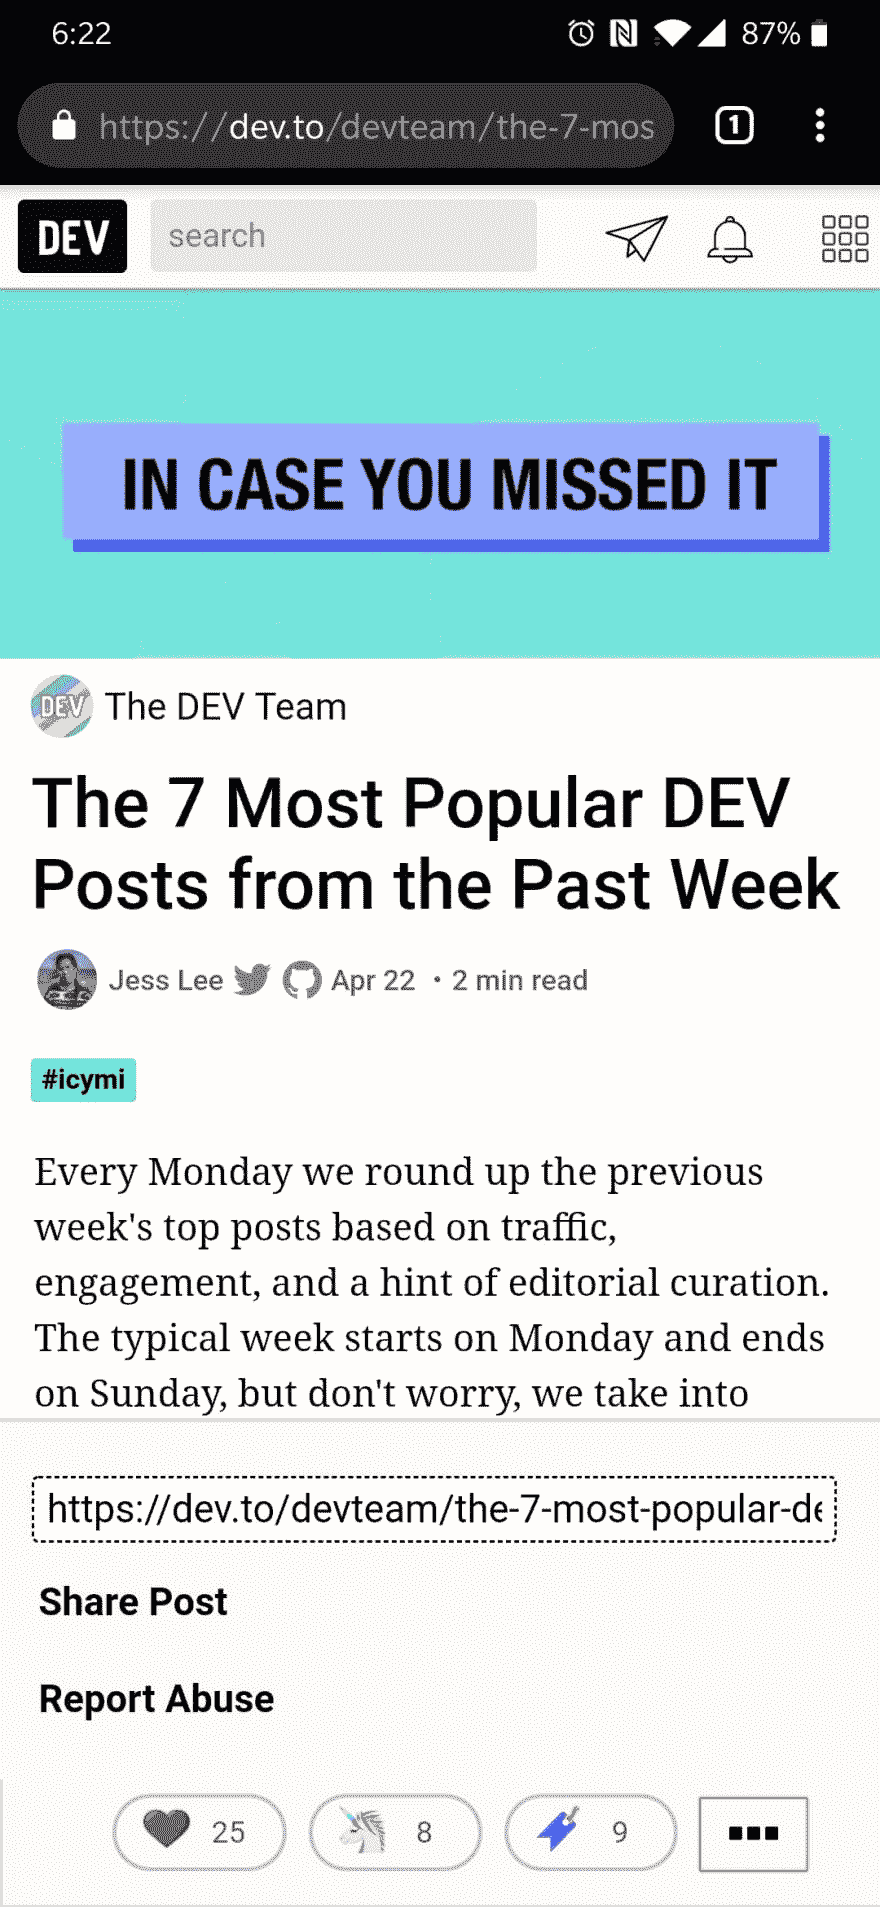 6:22
87%
https://dev.to/devteam/the-7-mos
1
DEV
search
IN CASE YOU MISSED IT
DEV
The DEV Team
The 7 Most Popular DEV
Posts from the Past Week
Jess Lee Apr 22 • 2 min read
#icymi
Every Monday we round up the previous
week's top posts based on traffic,
engagement, and a hint of editorial curation.
The typical week starts on Monday and ends
on Sunday, but don't worry, we take into
https://dev.to/devteam/the-7-most-popular-de
Share Post
Report Abuse
25
8
9